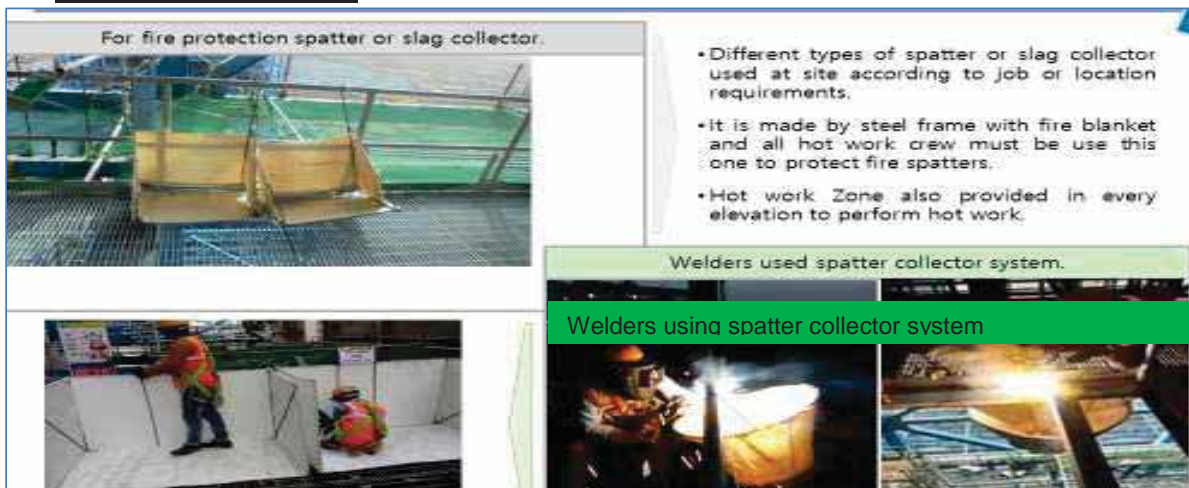 For fire protection spatter or slag collector.
• Different types of spatter or slag collector
used at site according to job or location
requirements.
• It is made by steel frame with fire blanket
and all hot work crew must be use this
one to protect fire spatters.
• Hot work Zone also provided in every
elevation to perform hot work.
Welders used spatter collector system.
Welders using spatter collector system